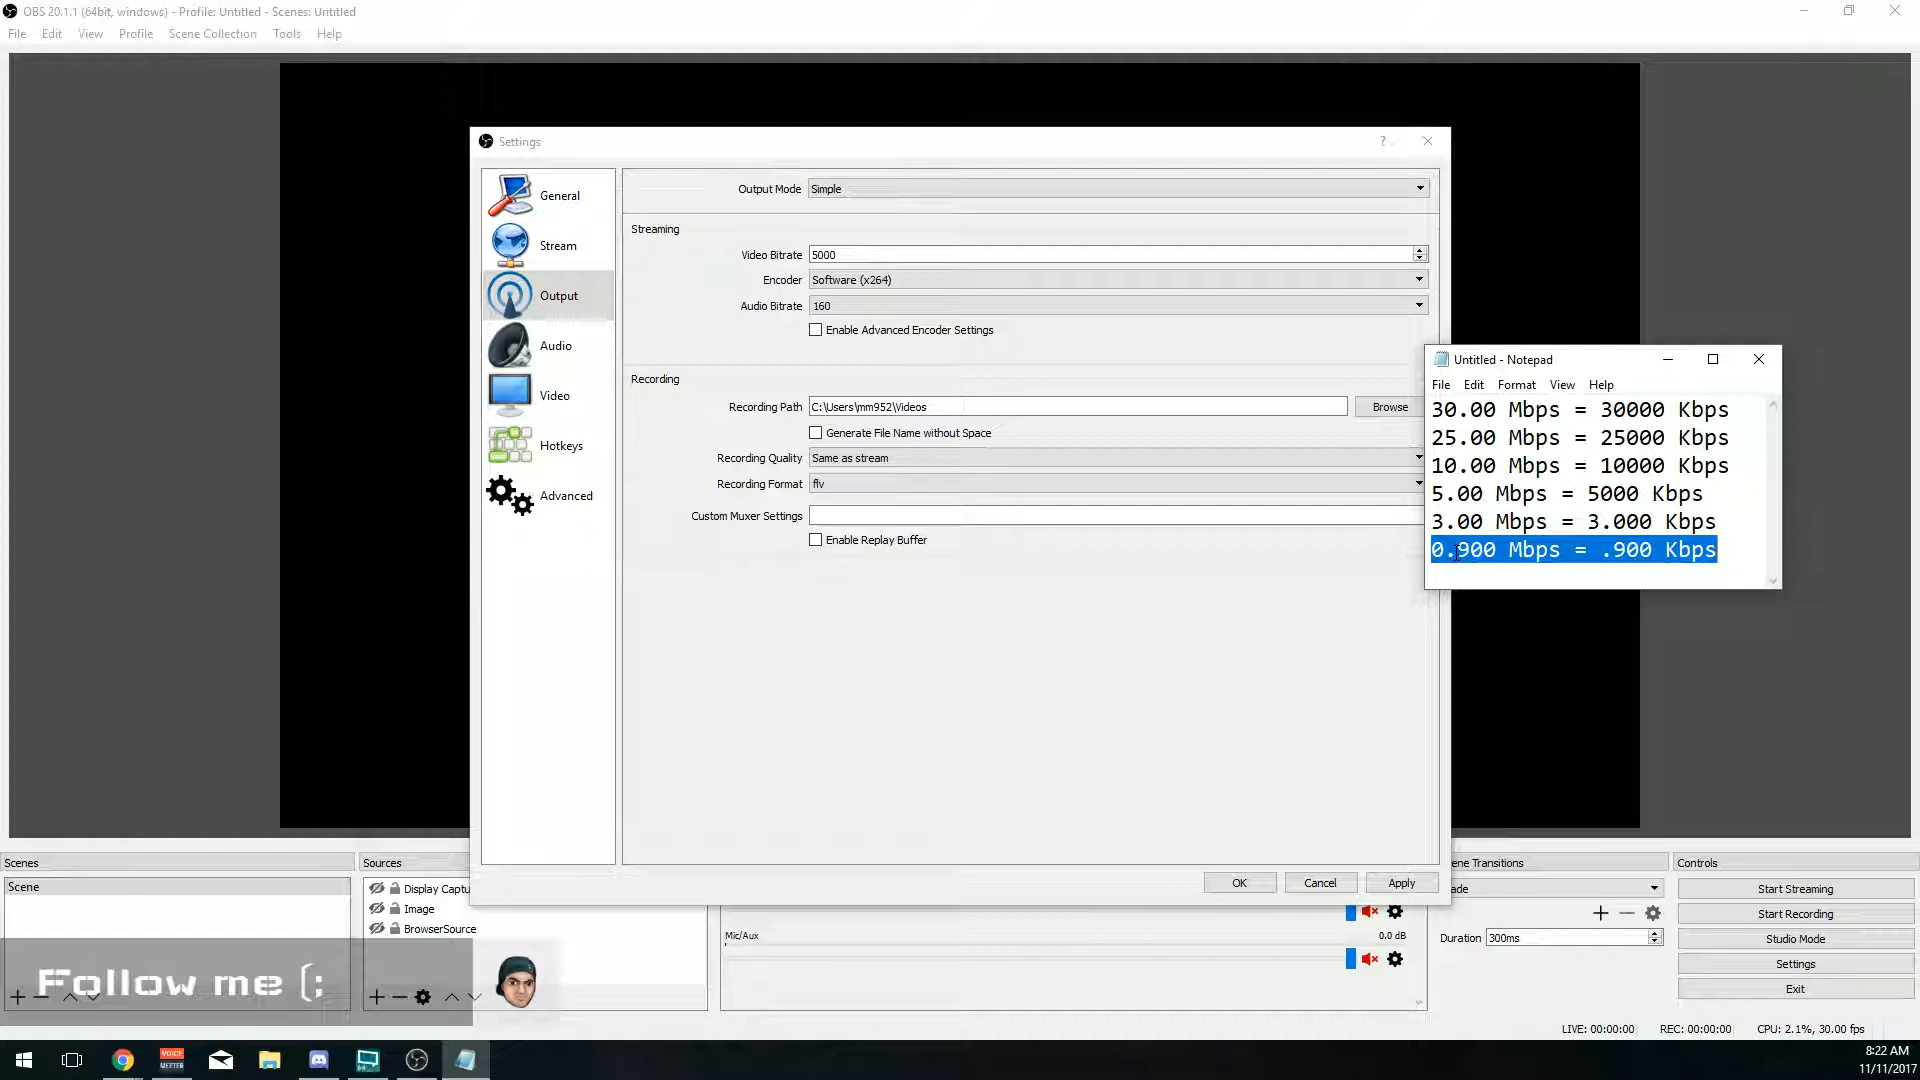 OBS 20.1.1 (64bit, windows) - Profile: Untitled - Scenes: Untitled
File Edit View Profile Scene Collection Tools Help
Settings
?
General
Stream
Output
Audio
Video
Hotkeys
Advanced
Output Mode Simple
Streaming
Video Bitrate 5000
Encoder Software (x264)
Audio Bitrate 160
Enable Advanced Encoder Settings
Recording
Recording Path C:\Users\mm952\Videos Browse
Generate File Name without Space
Recording Quality Same as stream
Recording Format flv
Custom Muxer Settings
Enable Replay Buffer
OK Cancel Apply
Untitled - Notepad
File Edit Format View Help
30.00 Mbps = 30000 Kbps
25.00 Mbps = 25000 Kbps
10.00 Mbps = 10000 Kbps
5.00 Mbps = 5000 Kbps
3.00 Mbps = 3.000 Kbps
0.900 Mbps = .900 Kbps
Scenes
Scene
Sources
Display Captu
Image
BrowserSource
Mic/Aux 0.0 dB
ene Transitions
ade
Duration 300ms
Controls
Start Streaming
Start Recording
Studio Mode
Settings
Exit
Follow me (:
LIVE: 00:00:00 REC: 00:00:00 CPU: 2.1%, 30.00 fps
VOICE
MEETER
8:22 AM
11/11/2017